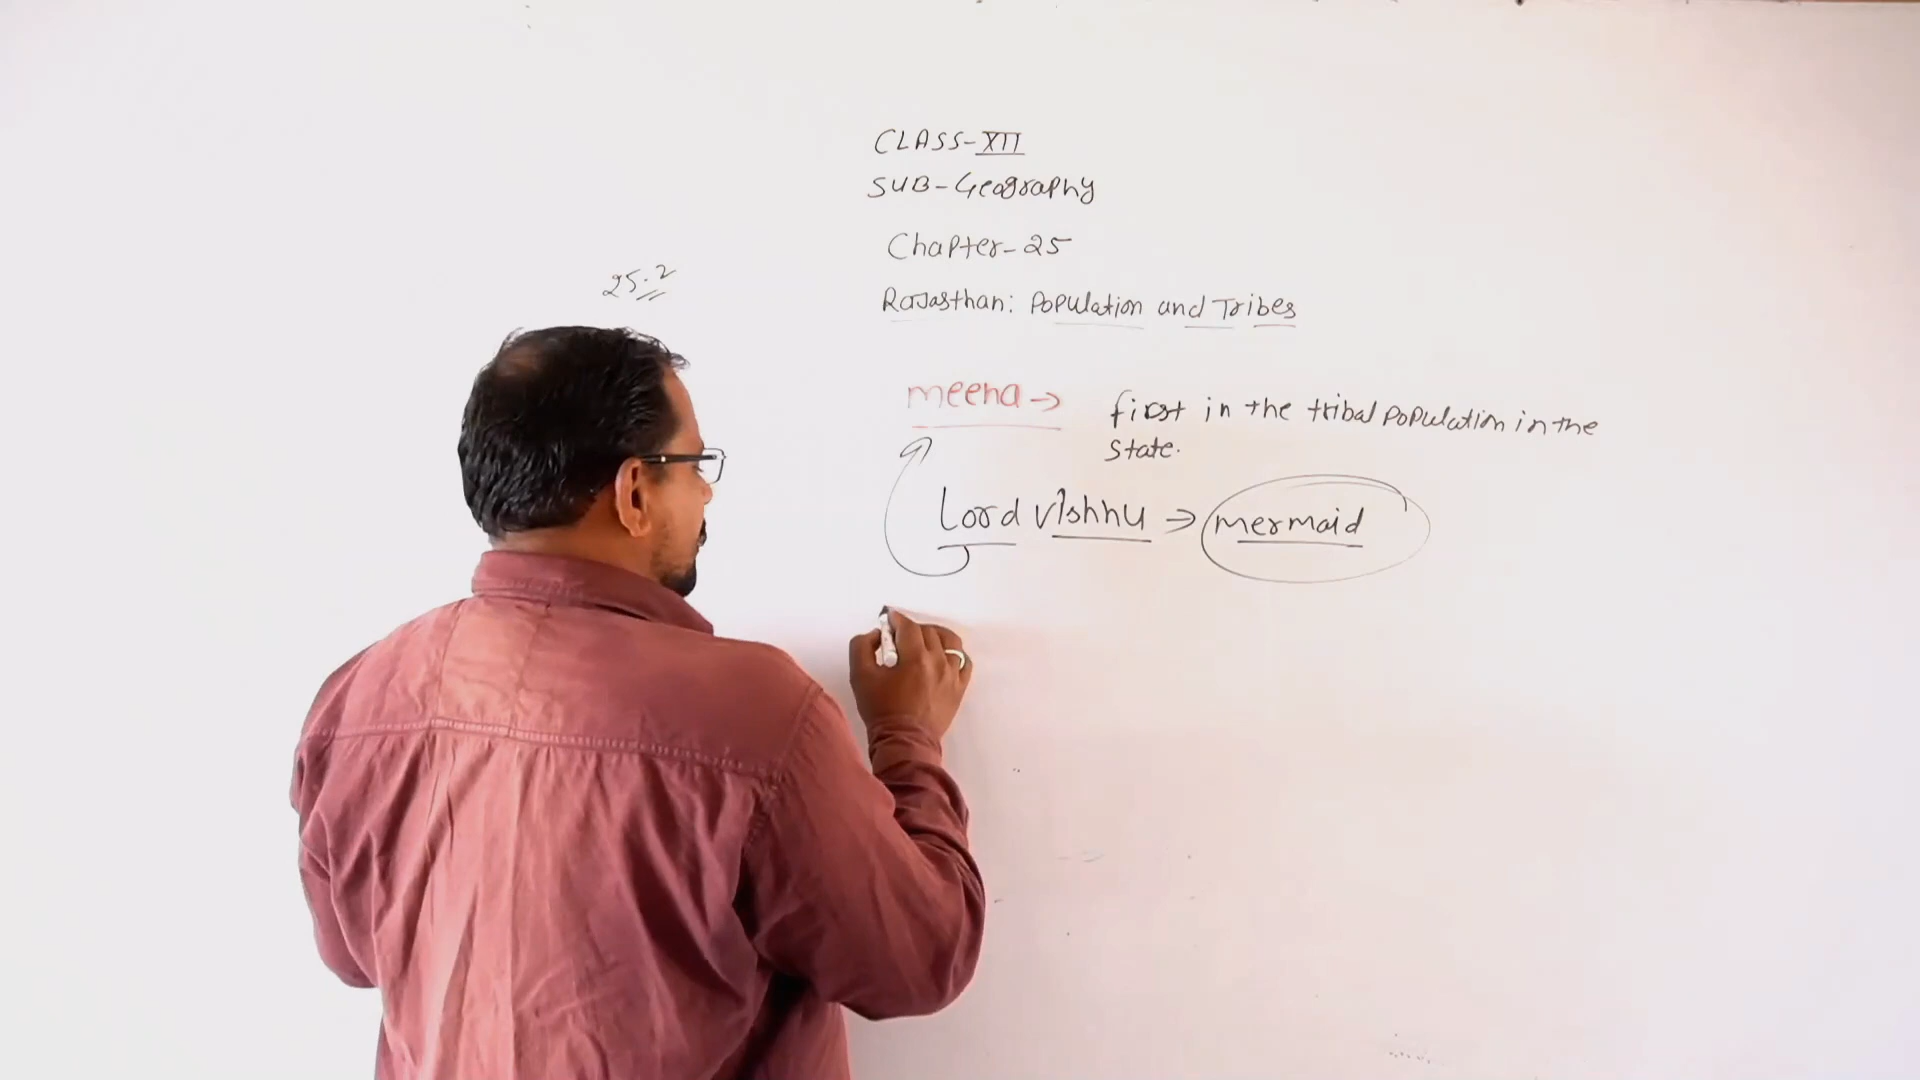 CLASS-XII
SUB-Geography
Chapter-25
25.2
Rajasthan: Population and Tribes
meena →
first in the tribal population in the
state.
Lord vishnu → mermaid